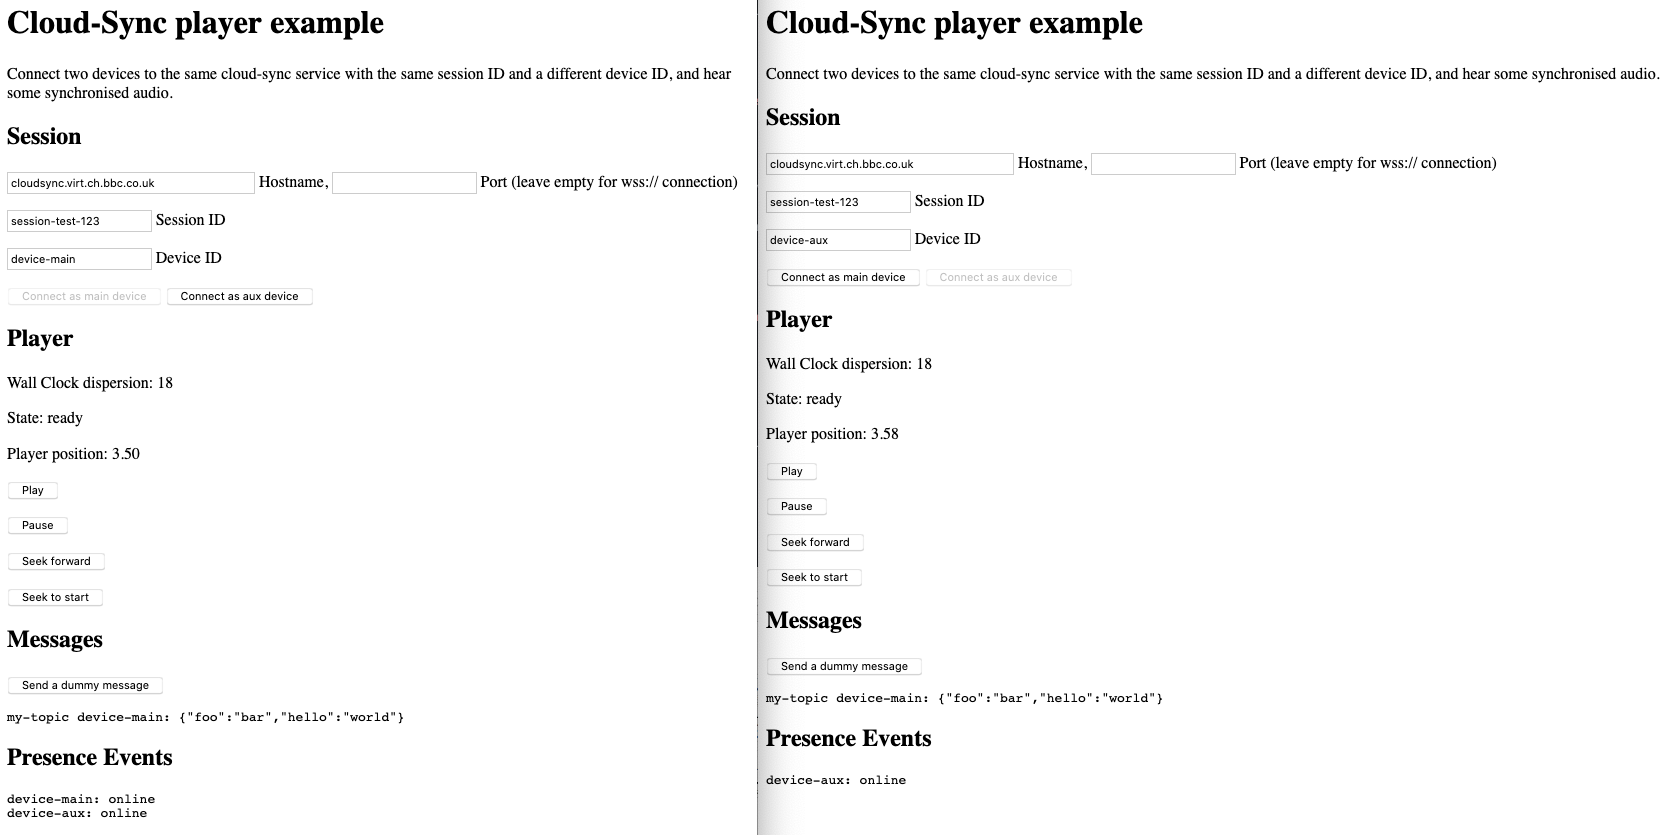 Cloud-Sync player example
Connect two devices to the same cloud-sync service with the same session ID and a different device ID, and hear
some synchronised audio.
Session
cloudsync.virt.ch.bbc.co.uk Hostname, Port (leave empty for wss:// connection)
session-test-123 Session ID
device-main Device ID
Connect as main device Connect as aux device
Player
Wall Clock dispersion: 18
State: ready
Player position: 3.50
Play
Pause
Seek forward
Seek to start
Messages
Send a dummy message
my-topic device-main: {"foo":"bar","hello":"world"}
Presence Events
device-main: online
device-aux: online
Cloud-Sync player example
Connect two devices to the same cloud-sync service with the same session ID and a different device ID, and hear some synchronised audio.
Session
cloudsync.virt.ch.bbc.co.uk Hostname, Port (leave empty for wss:// connection)
session-test-123 Session ID
device-aux Device ID
Connect as main device Connect as aux device
Player
Wall Clock dispersion: 18
State: ready
Player position: 3.58
Play
Pause
Seek forward
Seek to start
Messages
Send a dummy message
my-topic device-main: {"foo":"bar","hello":"world"}
Presence Events
device-aux: online